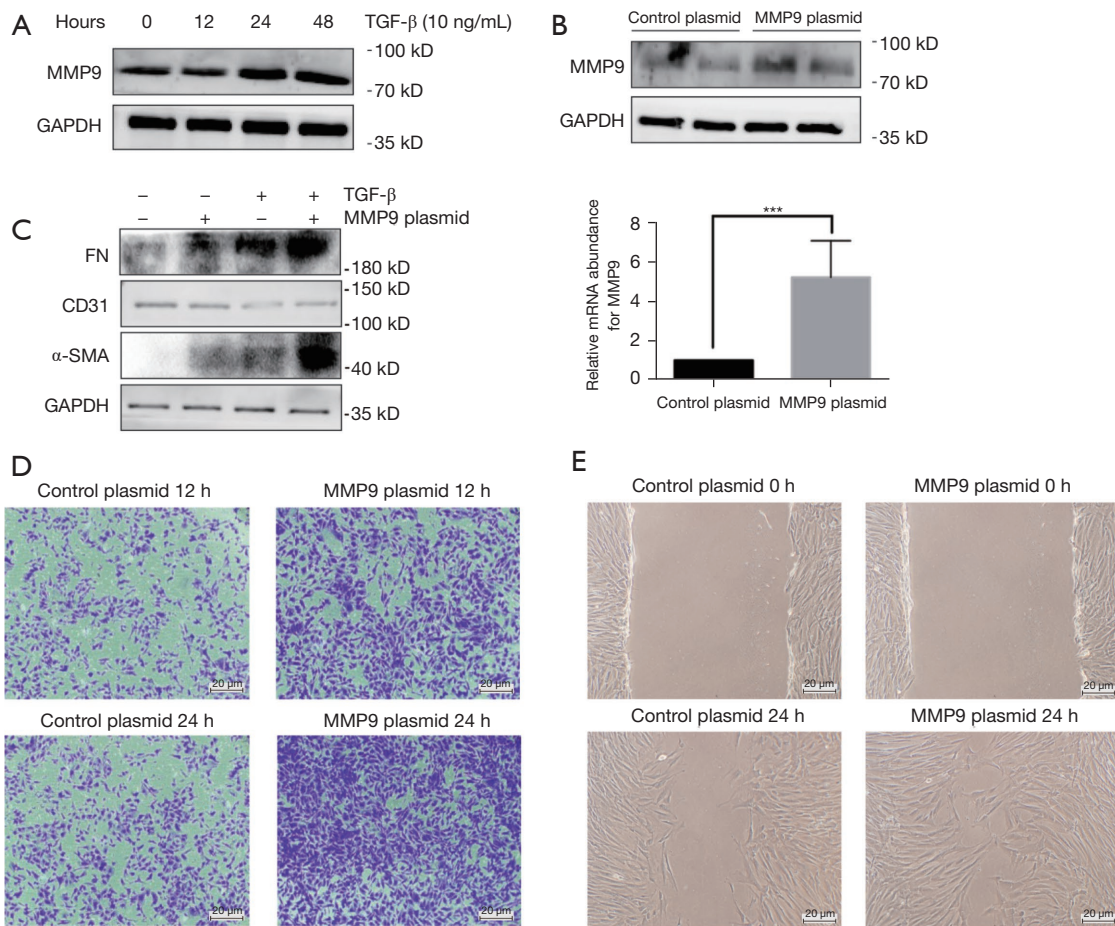 A
Hours 0 12 24 48 TGF-β (10 ng/mL)
MMP9
-100 kD
-70 kD
GAPDH
-35 kD
B
Control plasmid MMP9 plasmid
MMP9
-100 kD
-70 kD
GAPDH
-35 kD
Relative mRNA abundance
for MMP9
8
6
4
2
0
***
Control plasmid MMP9 plasmid
C
– – + + TGF-β
– + – + MMP9 plasmid
FN
-180 kD
CD31
-150 kD
-100 kD
α-SMA
-40 kD
GAPDH
-35 kD
D
Control plasmid 12 h MMP9 plasmid 12 h
20 μm 20 μm
Control plasmid 24 h MMP9 plasmid 24 h
20 μm 20 μm
E
Control plasmid 0 h MMP9 plasmid 0 h
20 μm 20 μm
Control plasmid 24 h MMP9 plasmid 24 h
20 μm 20 μm